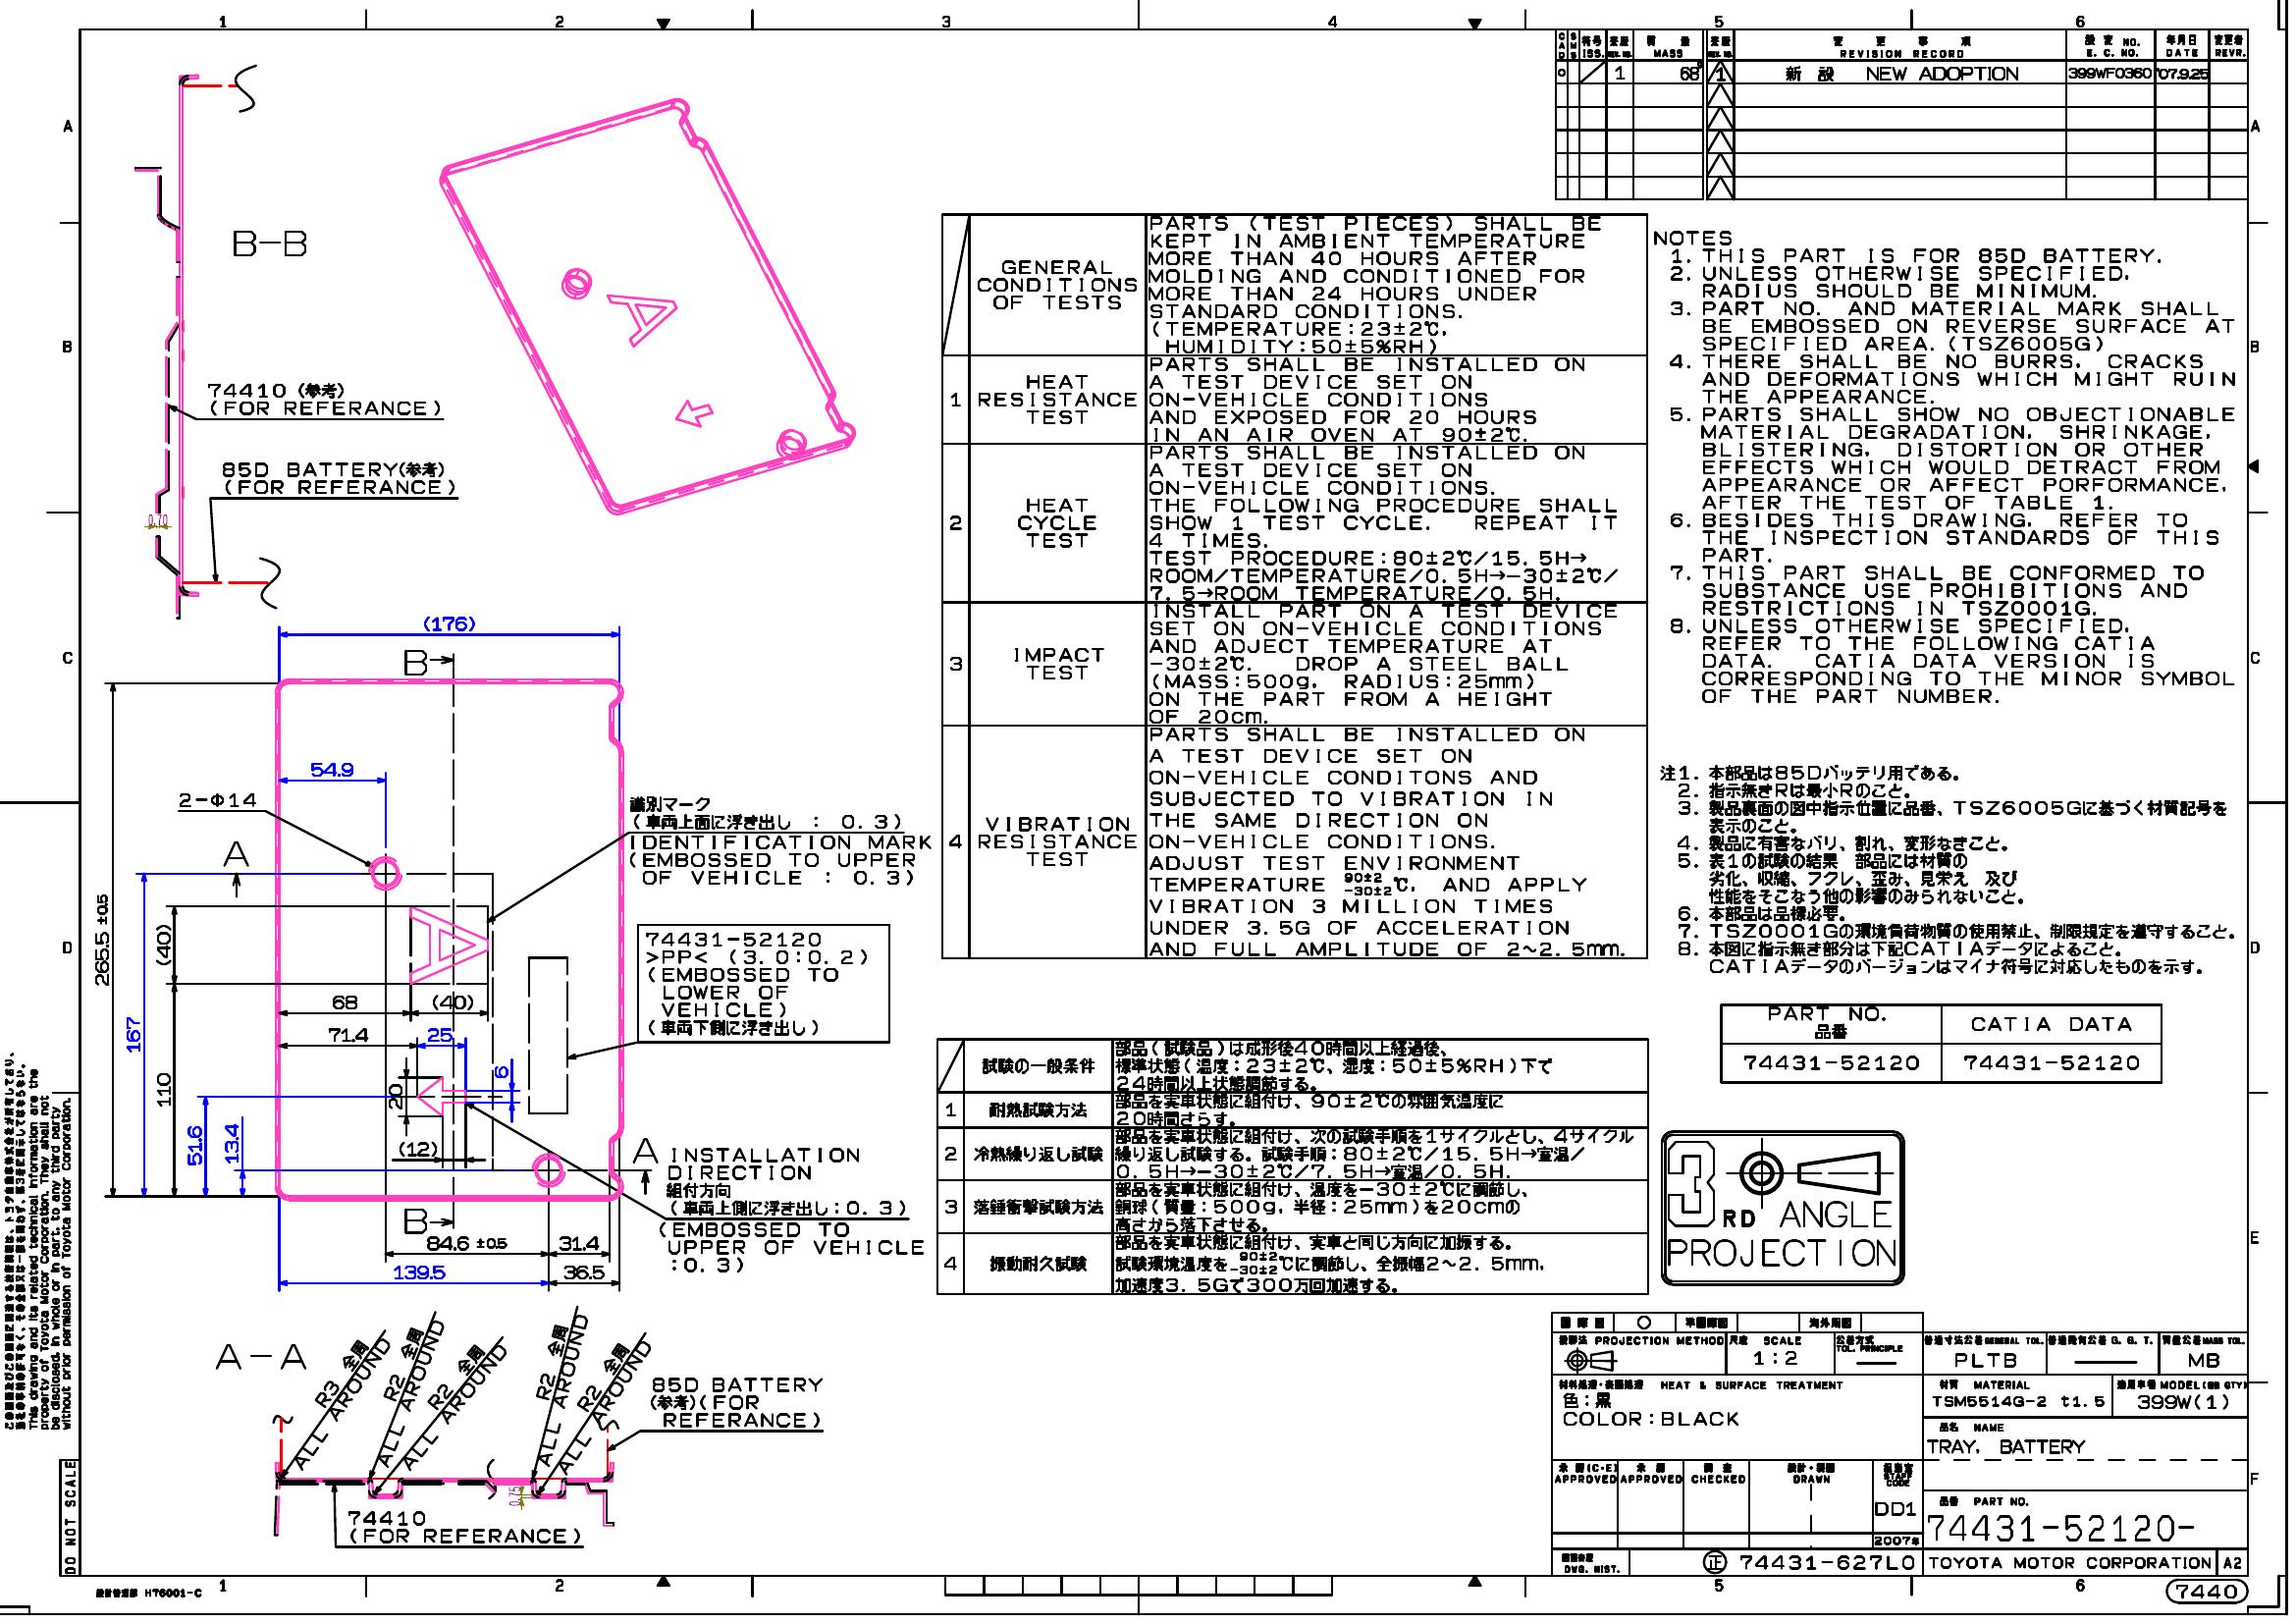 1 2 3 4 5 6
A
B
C
D
B-B
74410 (参考)
(FOR REFERANCE)
85D BATTERY(参考)
(FOR REFERANCE)
0.70
(176)
B
54.9
2-Φ14
A
265.5 ±0.5
(40)
167
110
68
(40)
71.4
25
6
20
51.6
13.4
(12)
A
B
84.6 ±0.5
31.4
139.5
36.5
識別マーク
(車両上面に浮き出し : 0.3)
IDENTIFICATION MARK
(EMBOSSED TO UPPER
OF VEHICLE : 0.3)
74431-52120
>PP< (3.0:0.2)
(EMBOSSED TO
LOWER OF
VEHICLE)
(車両下側に浮き出し)
INSTALLATION
DIRECTION
組付方向
(車両上側に浮き出し:0.3)
(EMBOSSED TO
UPPER OF VEHICLE
:0.3)
A-A
R3 全周
ALL AROUND
R2 全周
ALL AROUND
R2 全周
ALL AROUND
R2 全周
ALL AROUND
R2 全周
ALL AROUND
85D BATTERY
(参考)(FOR
REFERANCE)
0.75
74410
(FOR REFERANCE)
This drawing and its related technical information are the
property of Toyota Motor Corporation. They shall not
be disclosed, in whole or in part, to any third party
without prior permission of Toyota Motor Corporation.
DO NOT SCALE
H76001-C
CAD SMS 符号 ISS. 来歴 質量 MASS 来歴 変更事項 REVISION RECORD 設変 NO. E. C. NO. 年月日 DATE 変更者 REVR.
1 68 1 新設 NEW ADOPTION 399WF0360 '07.9.25
GENERAL CONDITIONS OF TESTS
PARTS (TEST PIECES) SHALL BE
KEPT IN AMBIENT TEMPERATURE
MORE THAN 40 HOURS AFTER
MOLDING AND CONDITIONED FOR
MORE THAN 24 HOURS UNDER
STANDARD CONDITIONS.
(TEMPERATURE:23±2℃,
HUMIDITY:50±5%RH)
1 HEAT RESISTANCE TEST
PARTS SHALL BE INSTALLED ON
A TEST DEVICE SET ON
ON-VEHICLE CONDITIONS
AND EXPOSED FOR 20 HOURS
IN AN AIR OVEN AT 90±2℃.
2 HEAT CYCLE TEST
PARTS SHALL BE INSTALLED ON
A TEST DEVICE SET ON
ON-VEHICLE CONDITIONS.
THE FOLLOWING PROCEDURE SHALL
SHOW 1 TEST CYCLE. REPEAT IT
4 TIMES.
TEST PROCEDURE:80±2℃/15.5H→
ROOM/TEMPERATURE/0.5H→-30±2℃/
7.5→ROOM TEMPERATURE/0.5H.
3 IMPACT TEST
INSTALL PART ON A TEST DEVICE
SET ON ON-VEHICLE CONDITIONS
AND ADJECT TEMPERATURE AT
-30±2℃. DROP A STEEL BALL
(MASS:500g, RADIUS:25mm)
ON THE PART FROM A HEIGHT
OF 20cm.
4 VIBRATION RESISTANCE TEST
PARTS SHALL BE INSTALLED ON
A TEST DEVICE SET ON
ON-VEHICLE CONDITONS AND
SUBJECTED TO VIBRATION IN
THE SAME DIRECTION ON
ON-VEHICLE CONDITIONS.
ADJUST TEST ENVIRONMENT
TEMPERATURE 90±2 -30±2℃, AND APPLY
VIBRATION 3 MILLION TIMES
UNDER 3.5G OF ACCELERATION
AND FULL AMPLITUDE OF 2~2.5mm.
試験の一般条件
部品(試験品)は成形後40時間以上経過後、
標準状態(温度:23±2℃、湿度:50±5%RH)下で
24時間以上状態調節する。
1 耐熱試験方法
部品を実車状態に組付け、90±2℃の雰囲気温度に
20時間さらす。
2 冷熱繰り返し試験
部品を実車状態に組付け、次の試験手順を1サイクルとし、4サイクル
繰り返し試験する。試験手順:80±2℃/15.5H→室温/
0.5H→-30±2℃/7.5H→室温/0.5H.
3 落錘衝撃試験方法
部品を実車状態に組付け、温度を-30±2℃に調節し、
鋼球(質量:500g,半径:25mm)を20cmの
高さから落下させる。
4 振動耐久試験
部品を実車状態に組付け、実車と同じ方向に加振する。
試験環境温度を 90±2 -30±2℃に調節し、全振幅2~2.5mm,
加速度3.5Gで300万回加速する。
NOTES
1. THIS PART IS FOR 85D BATTERY.
2. UNLESS OTHERWISE SPECIFIED,
RADIUS SHOULD BE MINIMUM.
3. PART NO. AND MATERIAL MARK SHALL
BE EMBOSSED ON REVERSE SURFACE AT
SPECIFIED AREA.(TSZ6005G)
4. THERE SHALL BE NO BURRS, CRACKS
AND DEFORMATIONS WHICH MIGHT RUIN
THE APPEARANCE.
5. PARTS SHALL SHOW NO OBJECTIONABLE
MATERIAL DEGRADATION, SHRINKAGE,
BLISTERING, DISTORTION OR OTHER
EFFECTS WHICH WOULD DETRACT FROM
APPEARANCE OR AFFECT PORFORMANCE,
AFTER THE TEST OF TABLE 1.
6. BESIDES THIS DRAWING, REFER TO
THE INSPECTION STANDARDS OF THIS
PART.
7. THIS PART SHALL BE CONFORMED TO
SUBSTANCE USE PROHIBITIONS AND
RESTRICTIONS IN TSZ0001G.
8. UNLESS OTHERWISE SPECIFIED,
REFER TO THE FOLLOWING CATIA
DATA. CATIA DATA VERSION IS
CORRESPONDING TO THE MINOR SYMBOL
OF THE PART NUMBER.
注1. 本部品は85Dバッテリ用である。
2. 指示無きRは最小Rのこと。
3. 製品裏面の図中指示位置に品番、TSZ6005Gに基づく材質記号を
表示のこと。
4. 製品に有害なバリ、割れ、変形なきこと。
5. 表1の試験の結果 部品には材質の
劣化、収縮、フクレ、歪み、見栄え 及び
性能をそこなう他の影響のみられないこと。
6. 本部品は品標必要。
7. TSZ0001Gの環境負荷物質の使用禁止、制限規定を遵守すること。
8. 本図に指示無き部分は下記CATIAデータによること。
CATIAデータのバージョンはマイナ符号に対応したものを示す。
PART NO. 品番 CATIA DATA
74431-52120 74431-52120
3RD ANGLE
PROJECTION
投影法 PROJECTION METHOD 尺度 SCALE 公差方式 TOL. PRINCIPLE 普通寸法公差 GENERAL TOL. 普通幾何公差 G. G. T. 質量公差 MASS TOL.
1:2 PLTB MB
HEAT & SURFACE TREATMENT 材質 MATERIAL 適用車種 MODEL
色:黒
COLOR:BLACK
TSM5514G-2 t1.5 399W(1)
品名 NAME
TRAY, BATTERY
承認(C・E) APPROVED 承認 APPROVED 調査 CHECKED 設計・製図 DRAWN STAFF CODE
DD1
2007年
品番 PART NO.
74431-52120-
DWG. HIST. 正 74431-627L0 TOYOTA MOTOR CORPORATION A2
A
B
C
D
E
F
1 2 5 6
7440